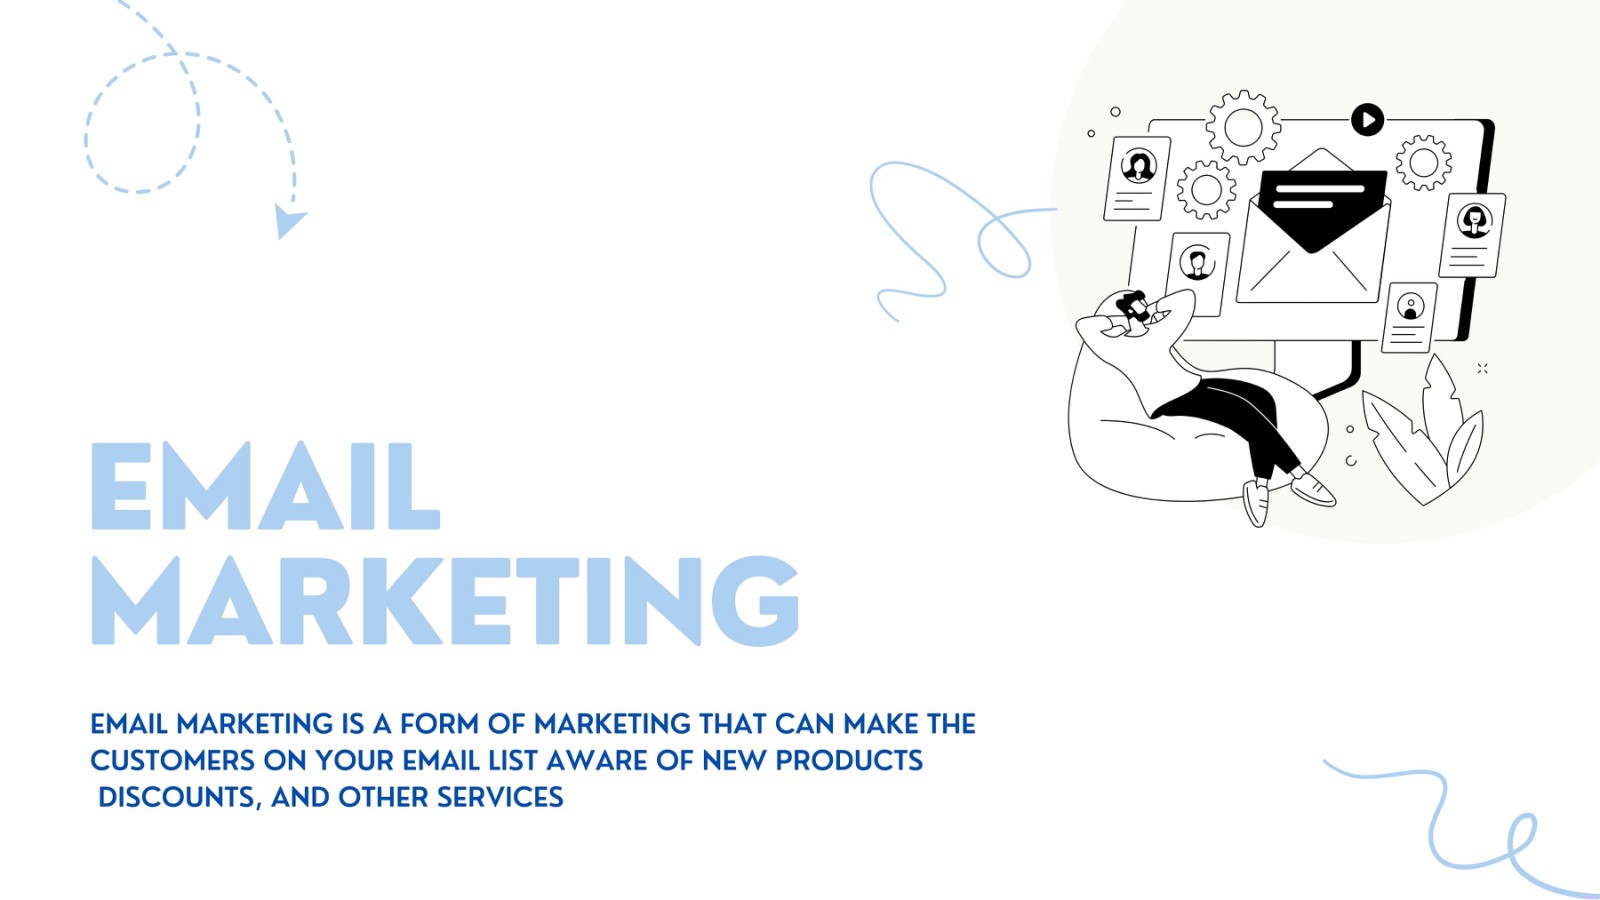 EMAIL
MARKETING
EMAIL MARKETING IS A FORM OF MARKETING THAT CAN MAKE THE
CUSTOMERS ON YOUR EMAIL LIST AWARE OF NEW PRODUCTS
DISCOUNTS, AND OTHER SERVICES